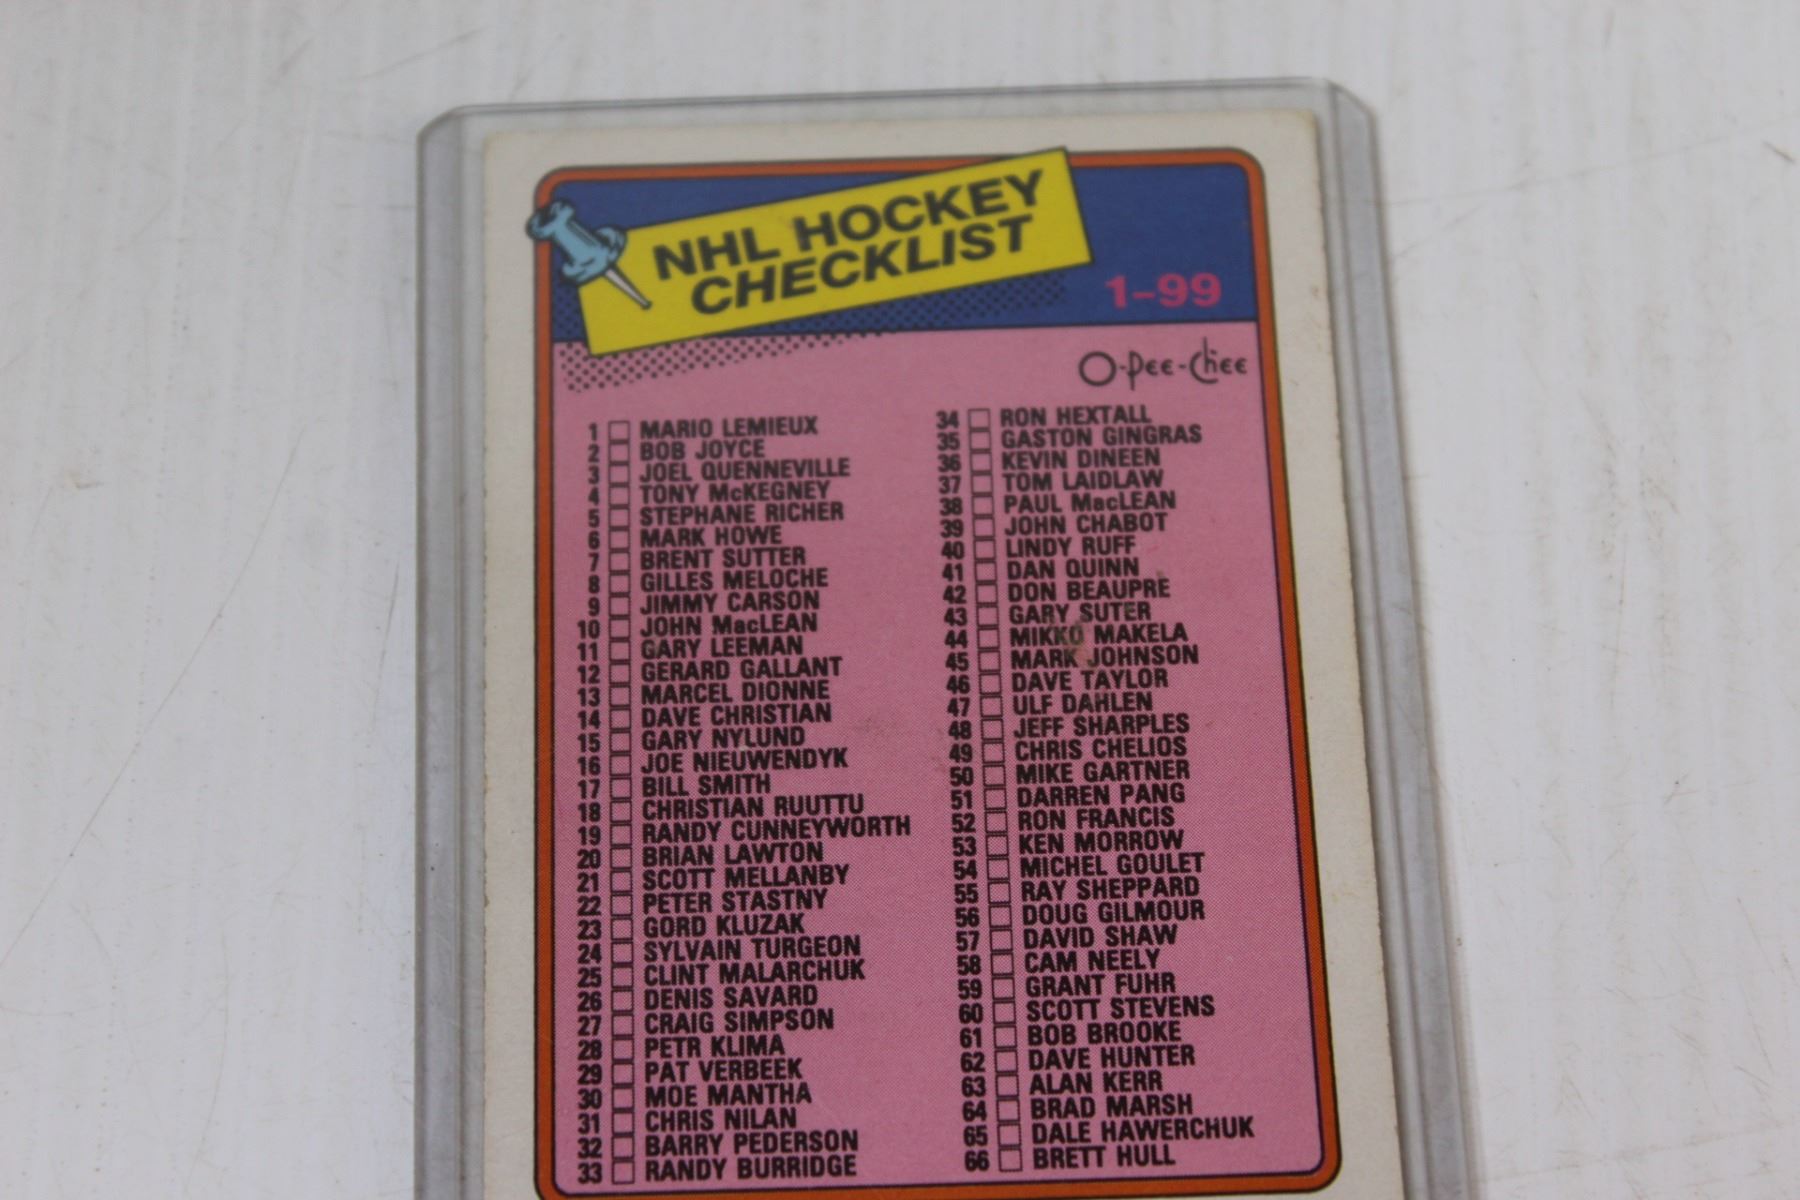 NHL HOCKEY
CHECKLIST
1-99
O-Pee-Chee
1 MARIO LEMIEUX
2 BOB JOYCE
3 JOEL QUENNEVILLE
4 TONY McKEGNEY
5 STEPHANE RICHER
6 MARK HOWE
7 BRENT SUTTER
8 GILLES MELOCHE
9 JIMMY CARSON
10 JOHN MacLEAN
11 GARY LEEMAN
12 GERARD GALLANT
13 MARCEL DIONNE
14 DAVE CHRISTIAN
15 GARY NYLUND
16 JOE NIEUWENDYK
17 BILL SMITH
18 CHRISTIAN RUUTTU
19 RANDY CUNNEYWORTH
20 BRIAN LAWTON
21 SCOTT MELLANBY
22 PETER STASTNY
23 GORD KLUZAK
24 SYLVAIN TURGEON
25 CLINT MALARCHUK
26 DENIS SAVARD
27 CRAIG SIMPSON
28 PETR KLIMA
29 PAT VERBEEK
30 MOE MANTHA
31 CHRIS NILAN
32 BARRY PEDERSON
33 RANDY BURRIDGE
34 RON HEXTALL
35 GASTON GINGRAS
36 KEVIN DINEEN
37 TOM LAIDLAW
38 PAUL MacLEAN
39 JOHN CHABOT
40 LINDY RUFF
41 DAN QUINN
42 DON BEAUPRE
43 GARY SUTER
44 MIKKO MAKELA
45 MARK JOHNSON
46 DAVE TAYLOR
47 ULF DAHLEN
48 JEFF SHARPLES
49 CHRIS CHELIOS
50 MIKE GARTNER
51 DARREN PANG
52 RON FRANCIS
53 KEN MORROW
54 MICHEL GOULET
55 RAY SHEPPARD
56 DOUG GILMOUR
57 DAVID SHAW
58 CAM NEELY
59 GRANT FUHR
60 SCOTT STEVENS
61 BOB BROOKE
62 DAVE HUNTER
63 ALAN KERR
64 BRAD MARSH
65 DALE HAWERCHUK
66 BRETT HULL